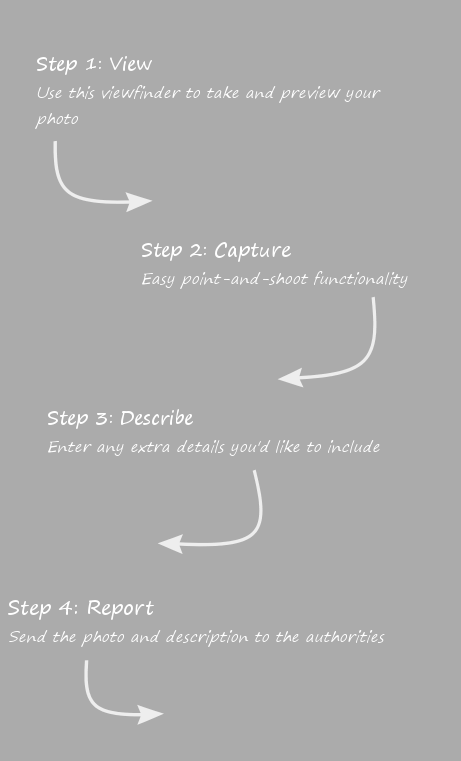 Step 1: View
Use this viewfinder to take and preview your
photo
Step 2: Capture
Easy point-and-shoot functionality
Step 3: Describe
Enter any extra details you'd like to include
Step 4: Report
Send the photo and description to the authorities